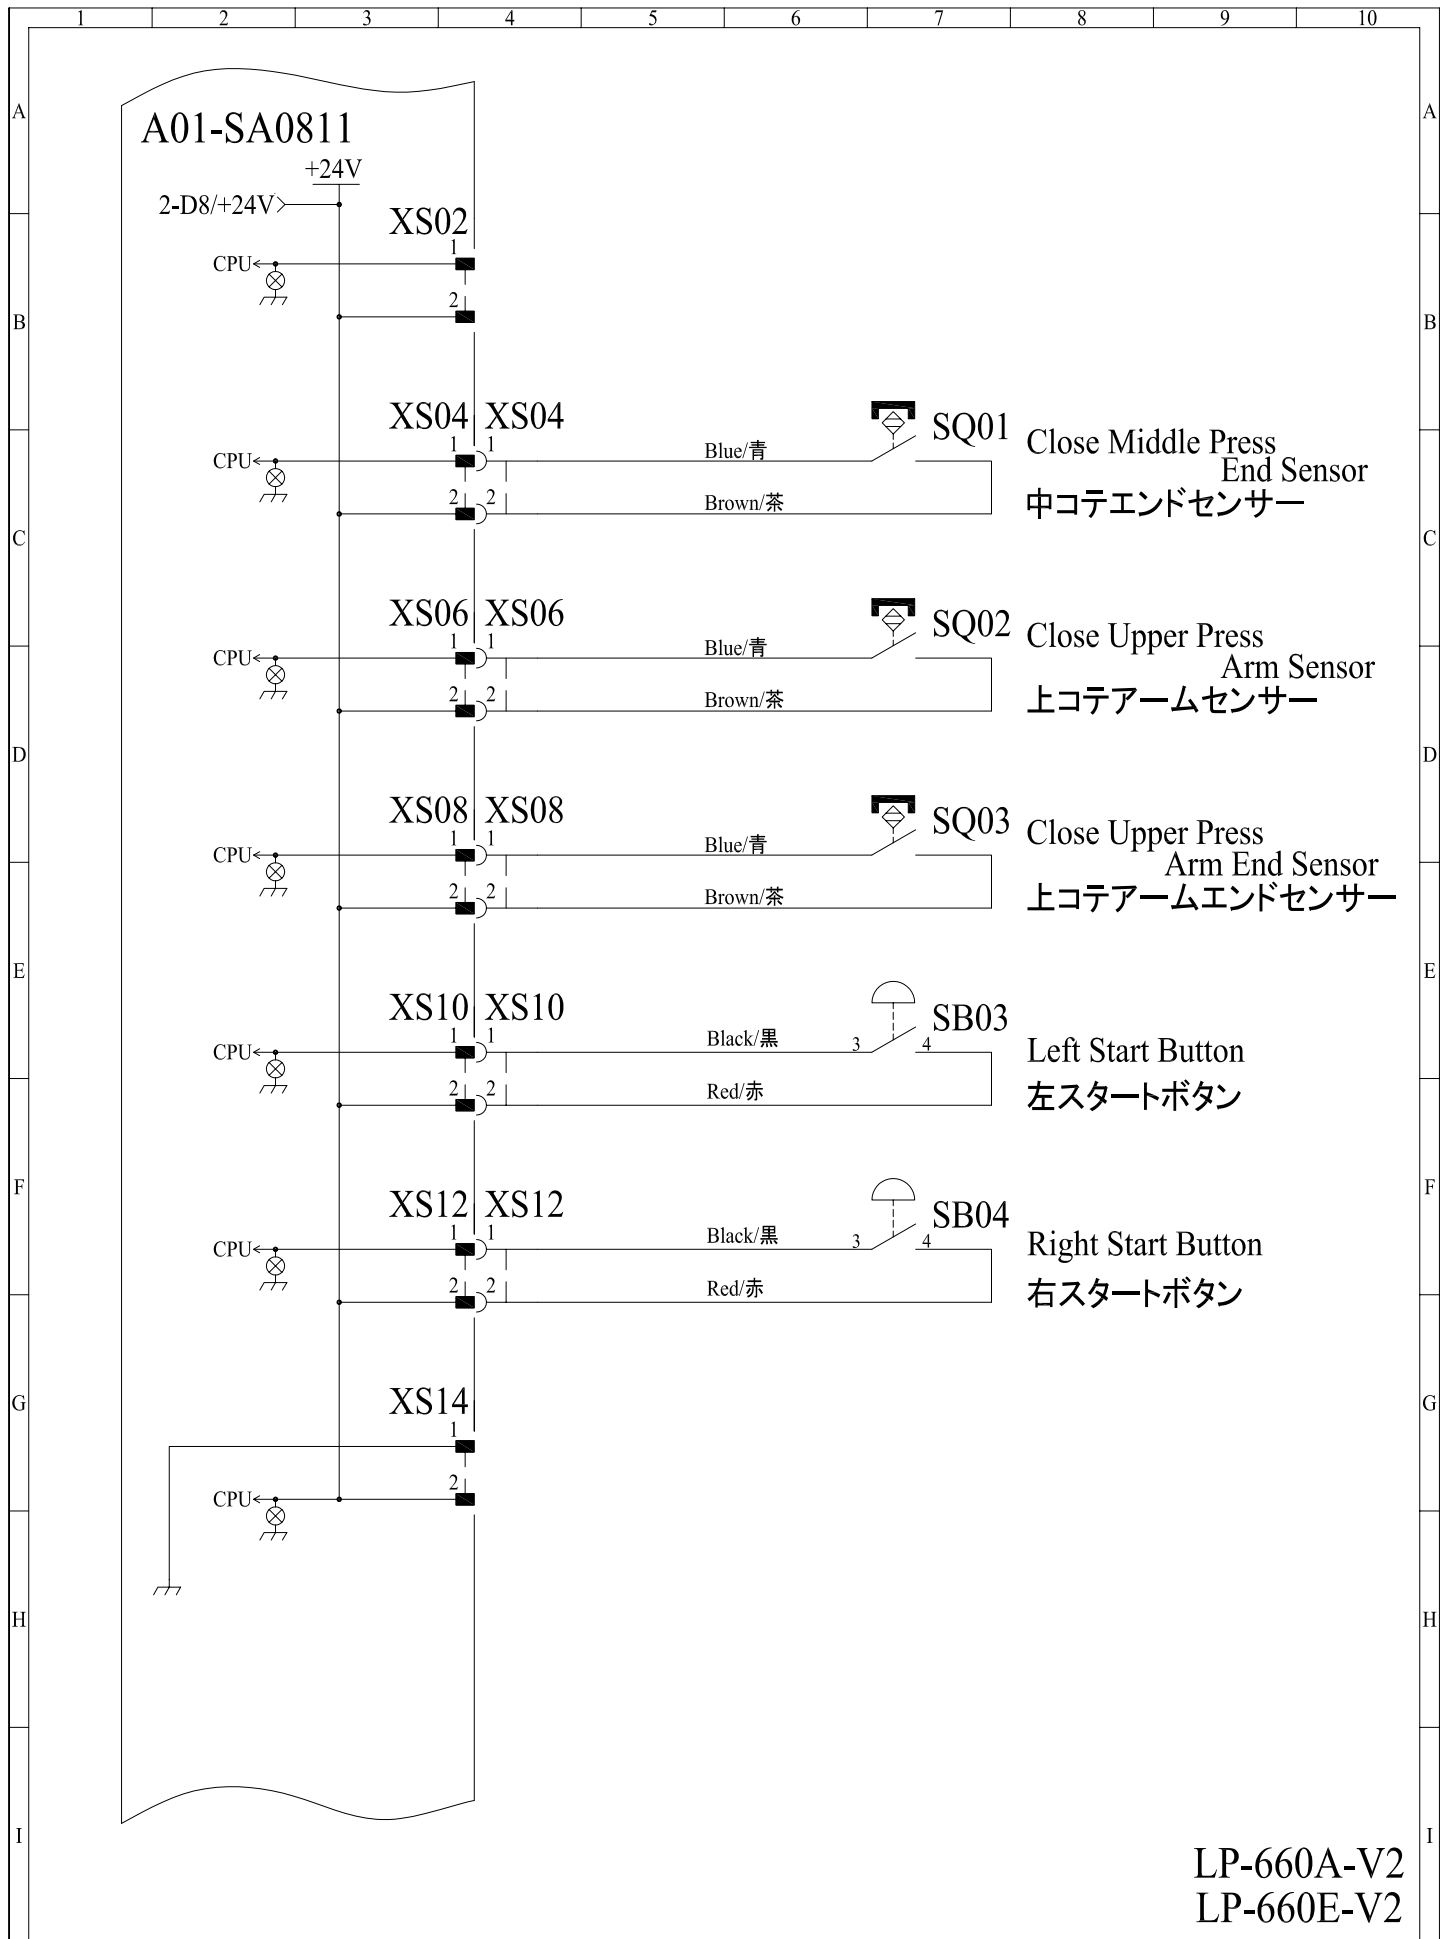 1 2 3 4 5 6 7 8 9 10
A A
A01-SA0811
+24V
2-D8/+24V
XS02
1
CPU
2
B B
XS04 XS04
SQ01
Close Middle Press
End Sensor
中コテエンドセンサー
1 1
Blue/青
CPU
2 2
Brown/茶
C C
XS06 XS06
SQ02
Close Upper Press
Arm Sensor
上コテアームセンサー
1 1
Blue/青
CPU
2 2
Brown/茶
D D
XS08 XS08
SQ03
Close Upper Press
Arm End Sensor
上コテアームエンドセンサー
1 1
Blue/青
CPU
2 2
Brown/茶
E E
XS10 XS10
SB03
1 1
Black/黒
3 4
CPU
Left Start Button
左スタートボタン
2 2
Red/赤
F F
XS12 XS12
SB04
1 1
Black/黒
3 4
CPU
Right Start Button
右スタートボタン
2 2
Red/赤
G G
XS14
1
2
CPU
H H
I I
LP-660A-V2
LP-660E-V2